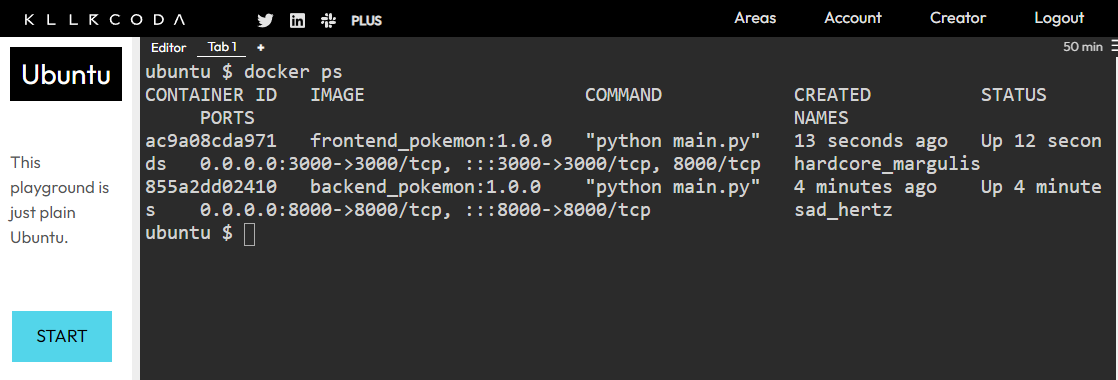 KLLRCODA PLUS Areas Account Creator Logout
Editor Tab 1 + 50 min
Ubuntu
This
playground is
just plain
Ubuntu.
START
ubuntu $ docker ps
CONTAINER ID   IMAGE                    COMMAND            CREATED          STATUS
     PORTS                                                 NAMES
ac9a08cda971   frontend_pokemon:1.0.0   "python main.py"   13 seconds ago   Up 12 secon
ds   0.0.0.0:3000->3000/tcp, :::3000->3000/tcp, 8000/tcp   hardcore_margulis
855a2dd02410   backend_pokemon:1.0.0    "python main.py"   4 minutes ago    Up 4 minute
s    0.0.0.0:8000->8000/tcp, :::8000->8000/tcp             sad_hertz
ubuntu $